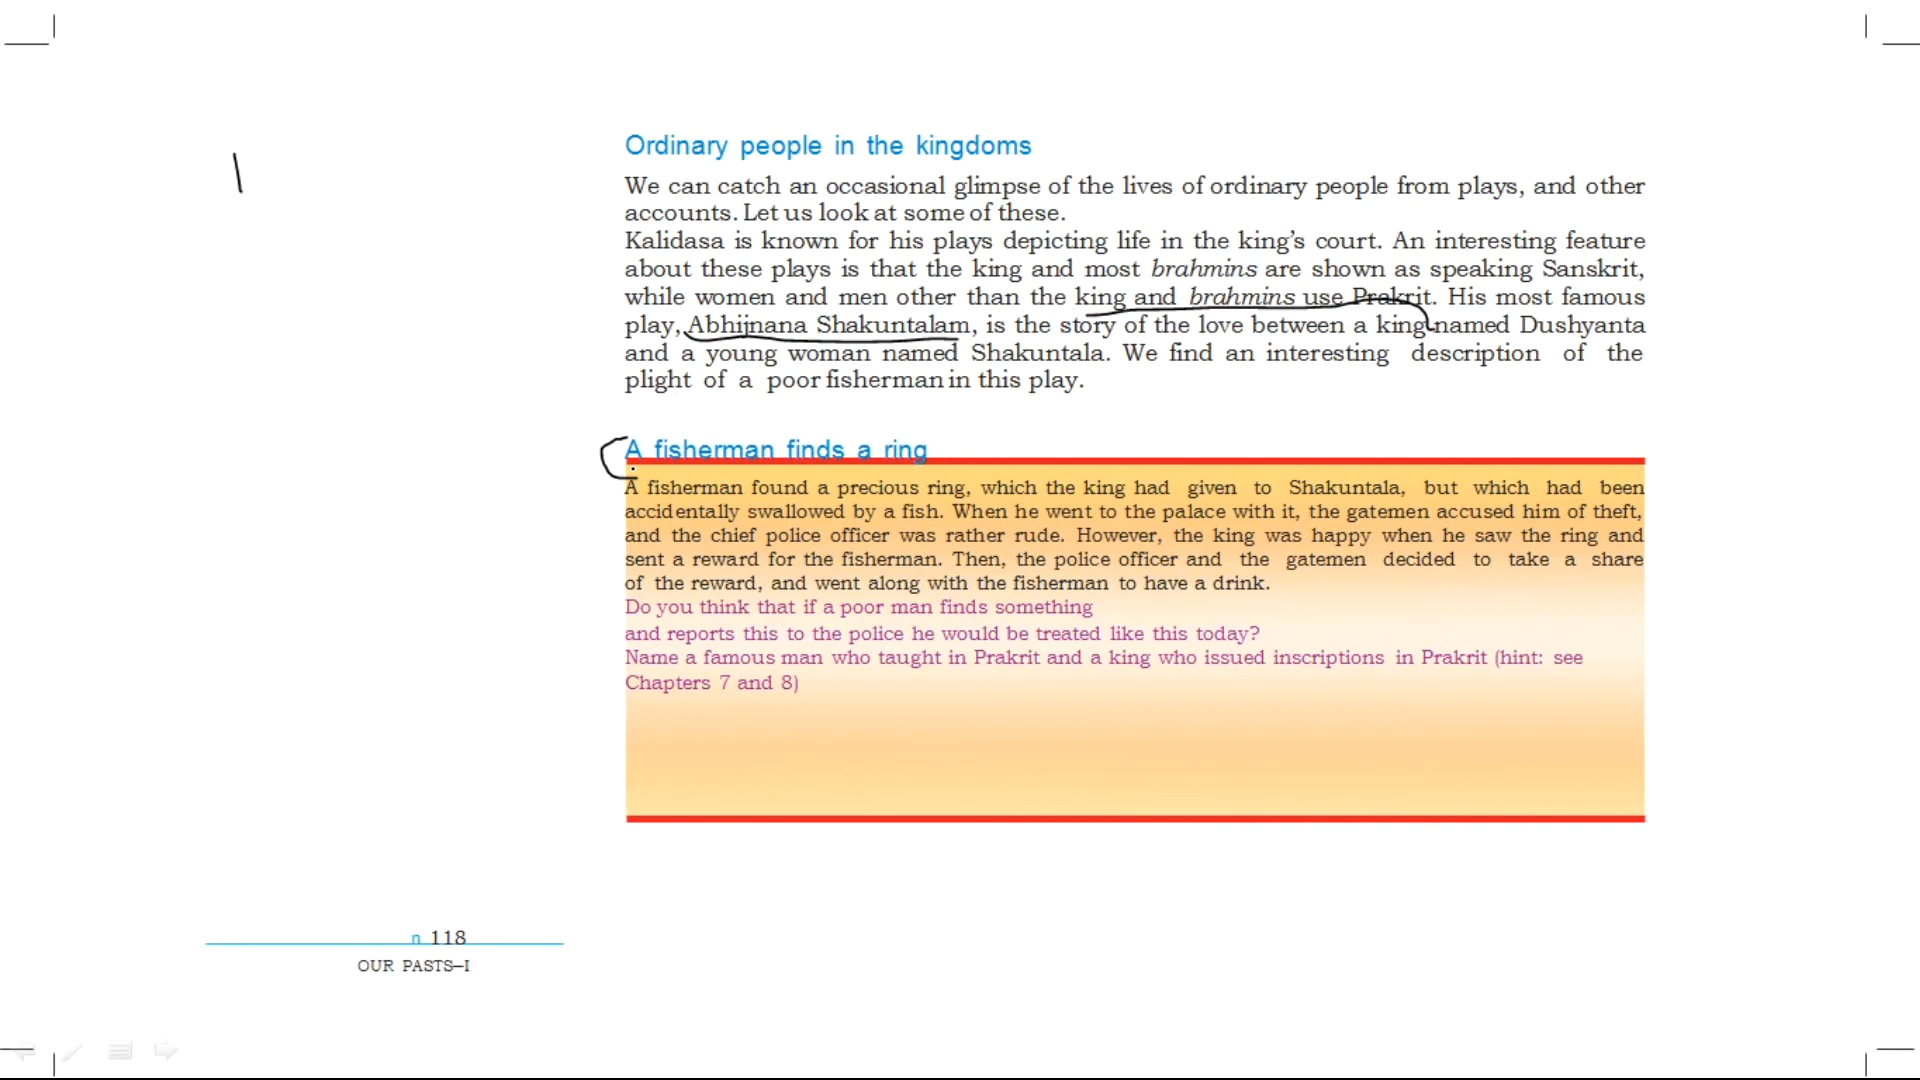 Ordinary people in the kingdoms
We can catch an occasional glimpse of the lives of ordinary people from plays, and other
accounts. Let us look at some of these.
Kalidasa is known for his plays depicting life in the king’s court. An interesting feature
about these plays is that the king and most brahmins are shown as speaking Sanskrit,
while women and men other than the king and brahmins use Prakrit. His most famous
play, Abhijnana Shakuntalam, is the story of the love between a king named Dushyanta
and a young woman named Shakuntala. We find an interesting description of the
plight of a poor fisherman in this play.
A fisherman finds a ring
A fisherman found a precious ring, which the king had given to Shakuntala, but which had been
accidentally swallowed by a fish. When he went to the palace with it, the gatemen accused him of theft,
and the chief police officer was rather rude. However, the king was happy when he saw the ring and
sent a reward for the fisherman. Then, the police officer and the gatemen decided to take a share
of the reward, and went along with the fisherman to have a drink.
Do you think that if a poor man finds something
and reports this to the police he would be treated like this today?
Name a famous man who taught in Prakrit and a king who issued inscriptions in Prakrit (hint: see
Chapters 7 and 8)
n 118
OUR PASTS–I